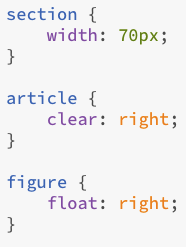 section {
    width: 70px;
}

article {
    clear: right;
}

figure {
    float: right;
}